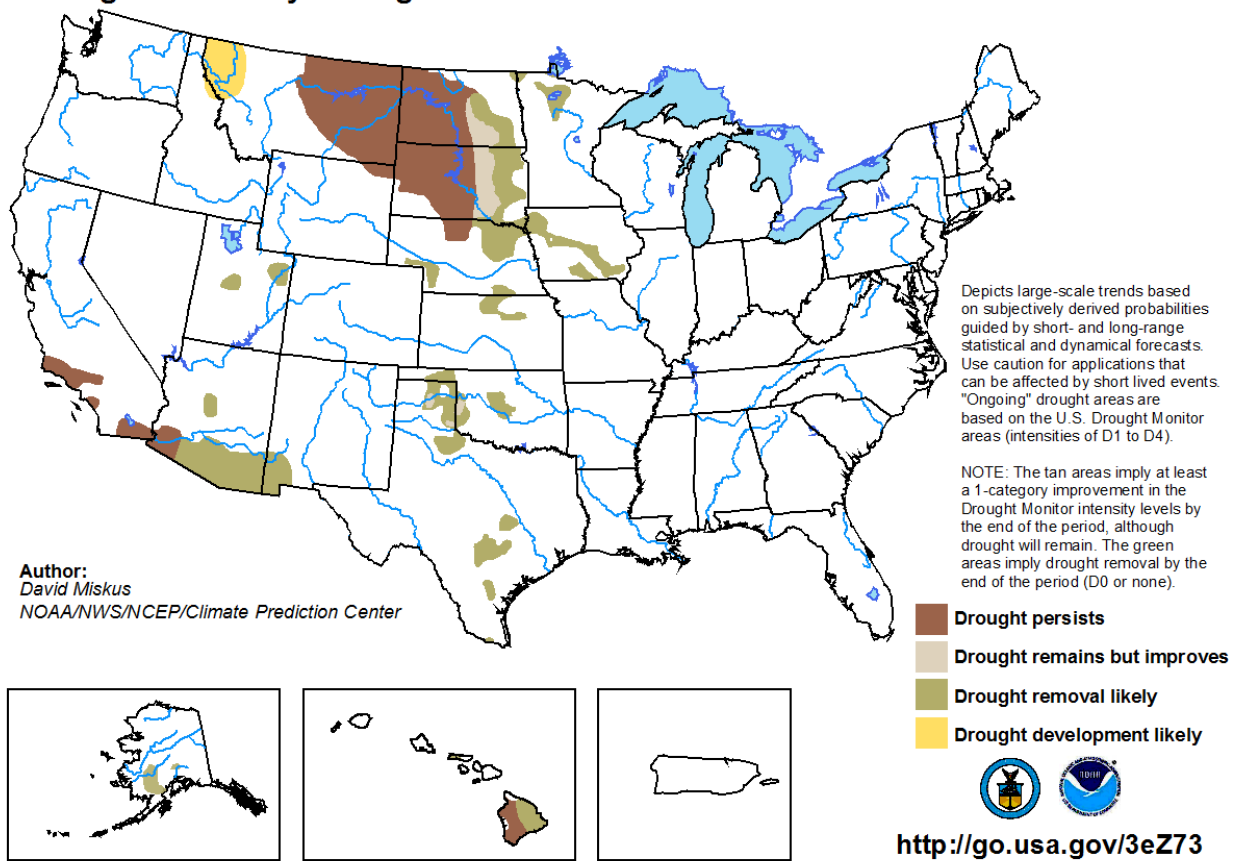 Depicts large-scale trends based
on subjectively derived probabilities
guided by short- and long-range
statistical and dynamical forecasts.
Use caution for applications that
can be affected by short lived events.
"Ongoing" drought areas are
based on the U.S. Drought Monitor
areas (intensities of D1 to D4).
NOTE: The tan areas imply at least
a 1-category improvement in the
Drought Monitor intensity levels by
the end of the period, although
drought will remain. The green
areas imply drought removal by the
end of the period (D0 or none).
Author:
David Miskus
NOAA/NWS/NCEP/Climate Prediction Center
Drought persists
Drought remains but improves
Drought removal likely
Drought development likely
http://go.usa.gov/3eZ73